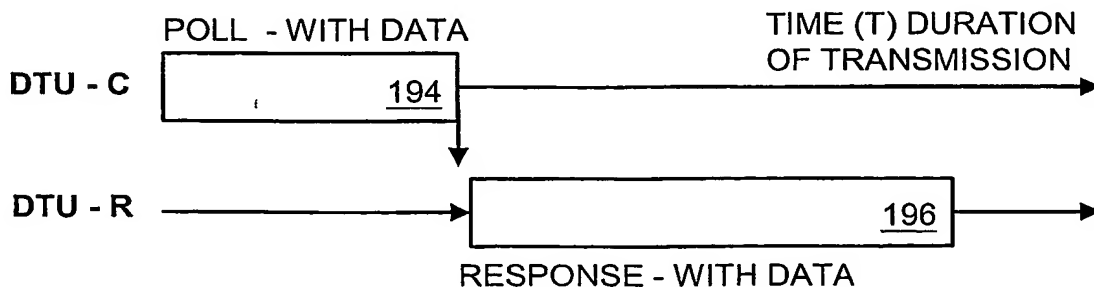 POLL - WITH DATA
TIME (T) DURATION
OF TRANSMISSION
DTU - C
194
DTU - R
196
RESPONSE - WITH DATA